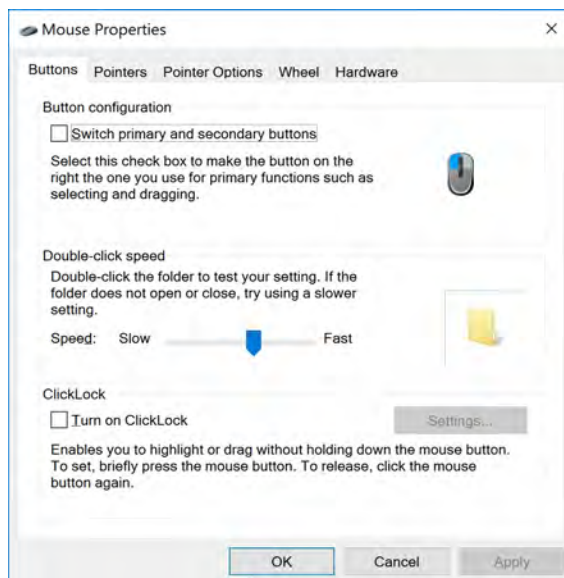 Mouse Properties
Buttons Pointers Pointer Options Wheel Hardware
Button configuration
Switch primary and secondary buttons
Select this check box to make the button on the
right the one you use for primary functions such as
selecting and dragging.
Double-click speed
Double-click the folder to test your setting. If the
folder does not open or close, try using a slower
setting.
Speed: Slow Fast
ClickLock
Turn on ClickLock Settings...
Enables you to highlight or drag without holding down the mouse button.
To set, briefly press the mouse button. To release, click the mouse
button again.
OK Cancel Apply